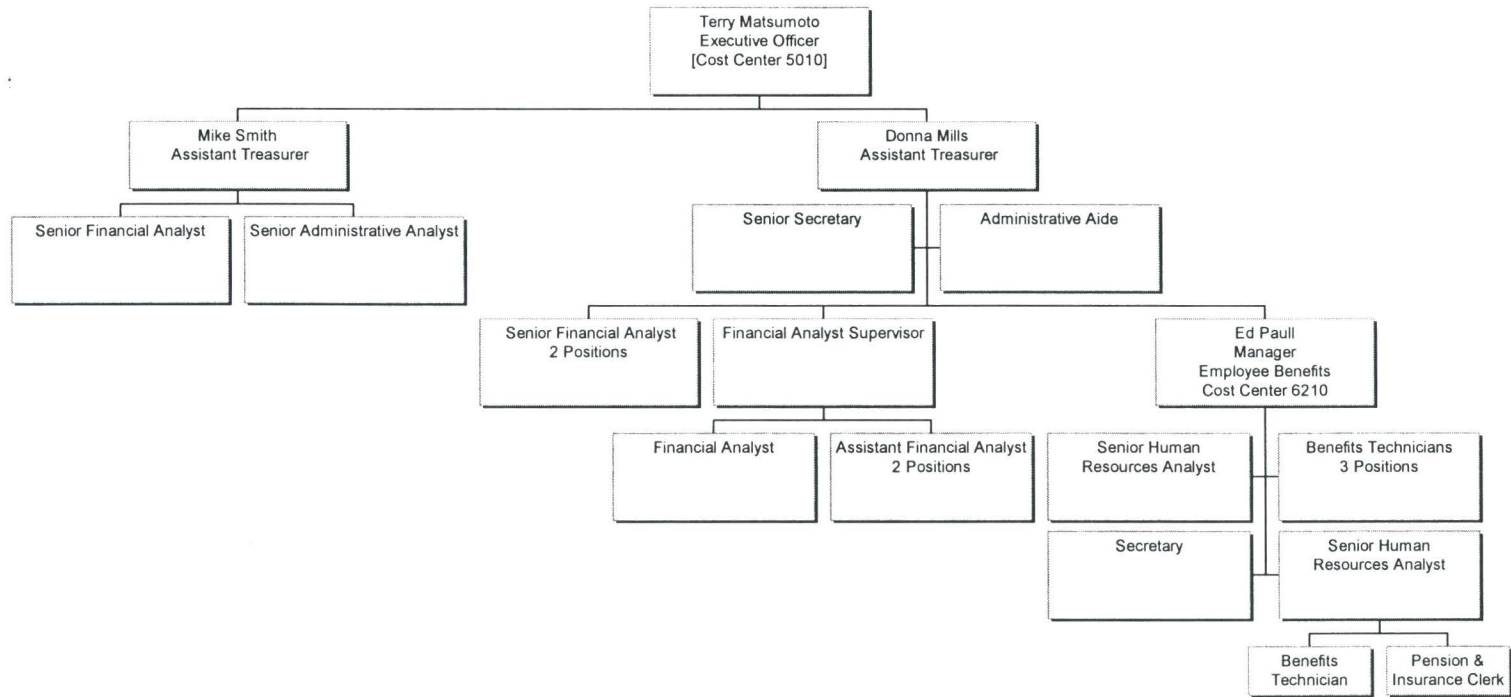 Terry Matsumoto
Executive Officer
[Cost Center 5010]
Mike Smith
Assistant Treasurer
Donna Mills
Assistant Treasurer
Senior Financial Analyst
Senior Administrative Analyst
Senior Secretary
Administrative Aide
Senior Financial Analyst
2 Positions
Financial Analyst Supervisor
Ed Paull
Manager
Employee Benefits
Cost Center 6210
Financial Analyst
Assistant Financial Analyst
2 Positions
Senior Human
Resources Analyst
Benefits Technicians
3 Positions
Secretary
Senior Human
Resources Analyst
Benefits
Technician
Pension &
Insurance Clerk